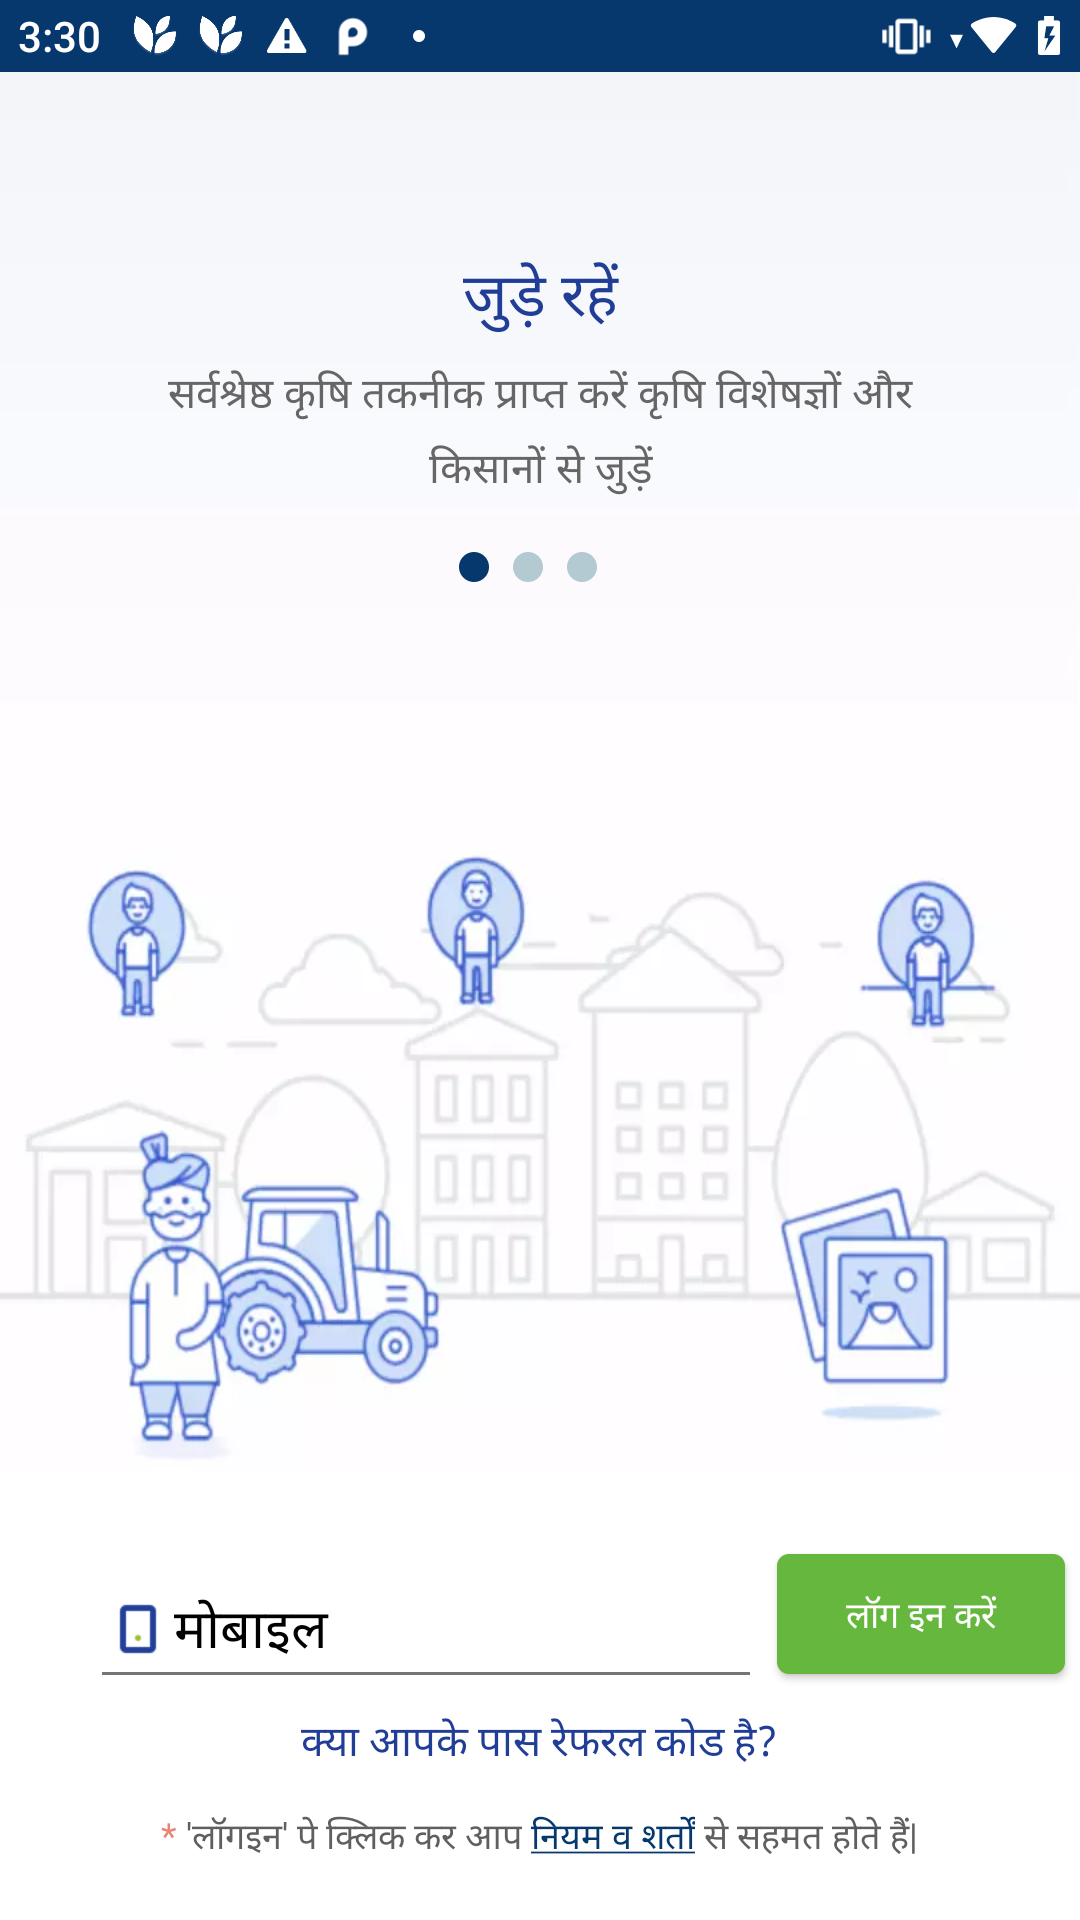 3:30
जुड़े रहें
सर्वश्रेष्ठ कृषि तकनीक प्राप्त करें कृषि विशेषज्ञों और
किसानों से जुड़ें
मोबाइल
लॉग इन करें
क्या आपके पास रेफरल कोड है?
* 'लॉगइन' पे क्लिक कर आप नियम व शर्तों से सहमत होते हैं|